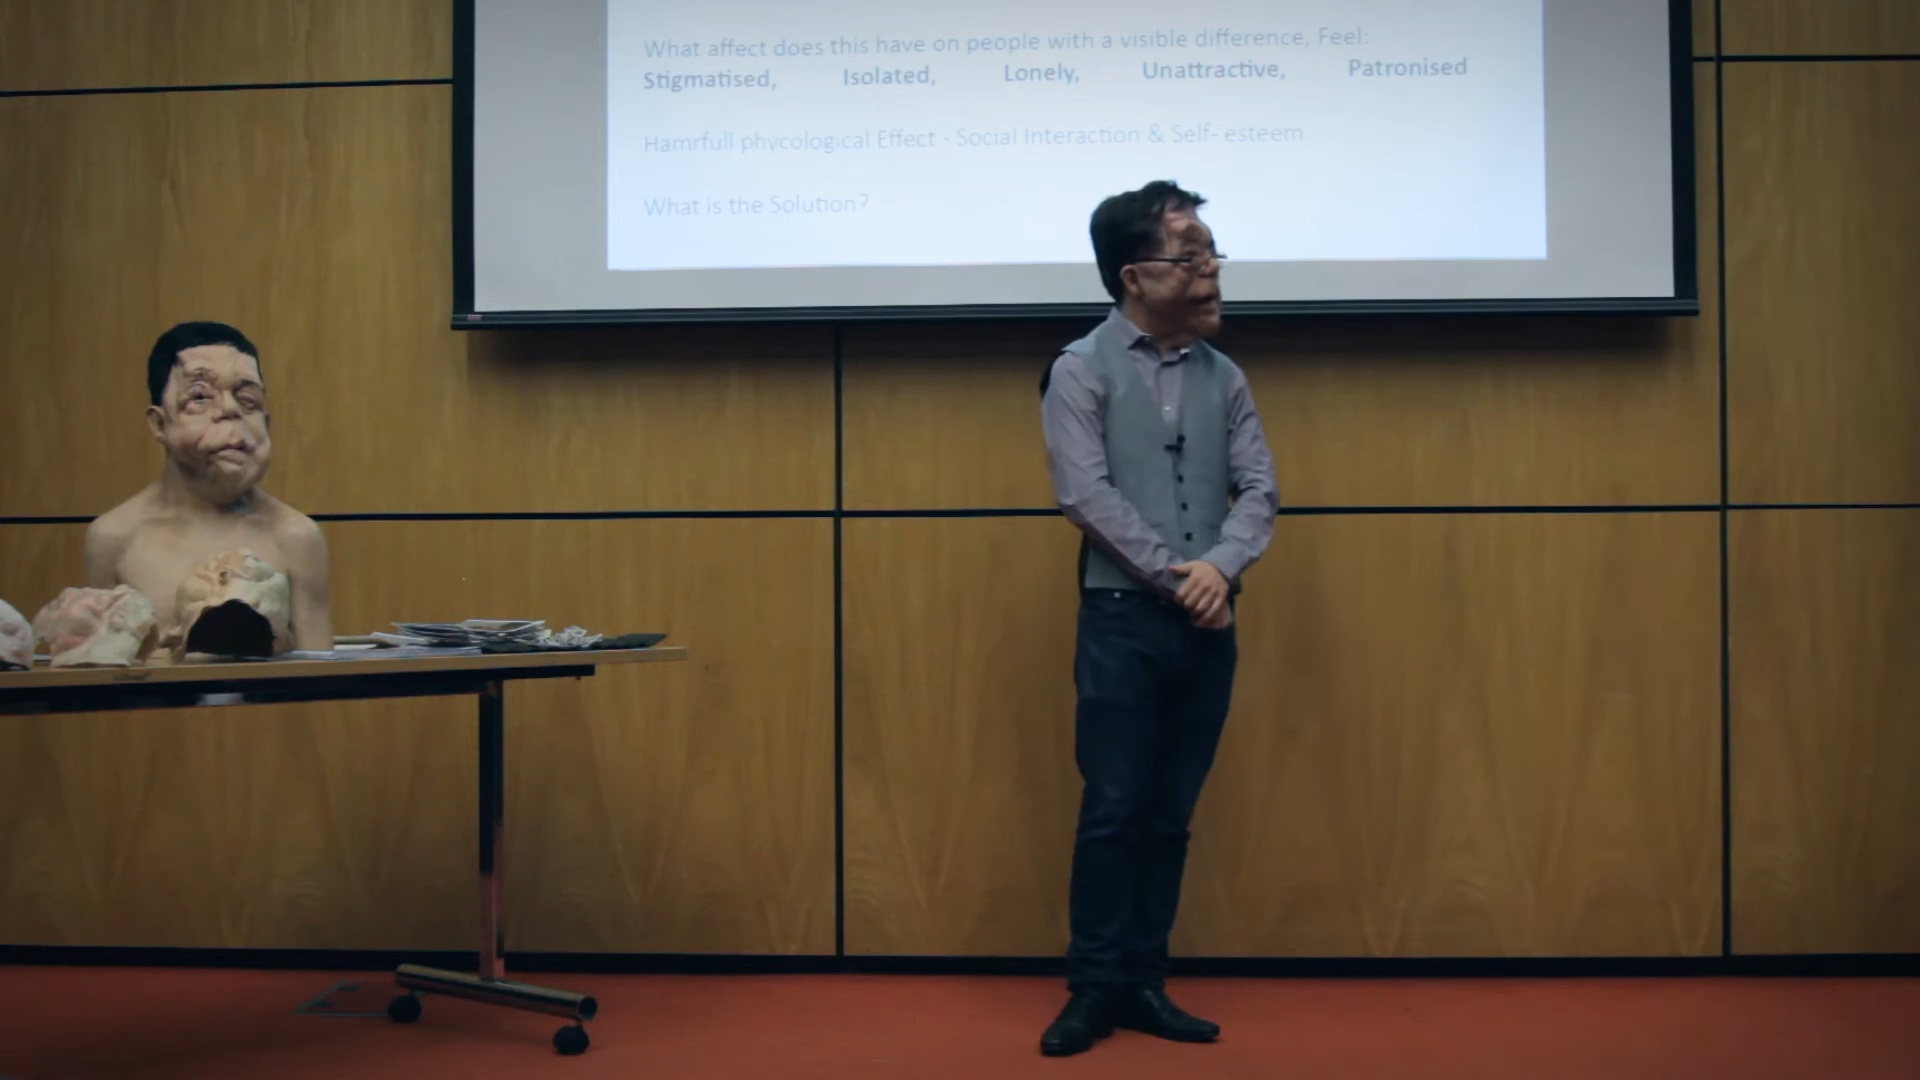 What affect does this have on people with a visible difference, Feel:
Stigmatised, Isolated, Lonely, Unattractive, Patronised
Hamrfull phycological Effect - Social Interaction & Self- esteem
What is the Solution?